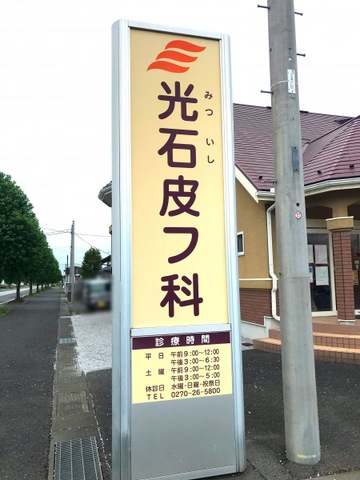 光石皮フ科
みついし
診療時間
平日 午前9:00〜12:00
午後3:00〜6:30
土曜 午前9:00〜12:00
午後3:00〜5:00
休診日 水曜・日曜・祝祭日
TEL 0270-26-5800